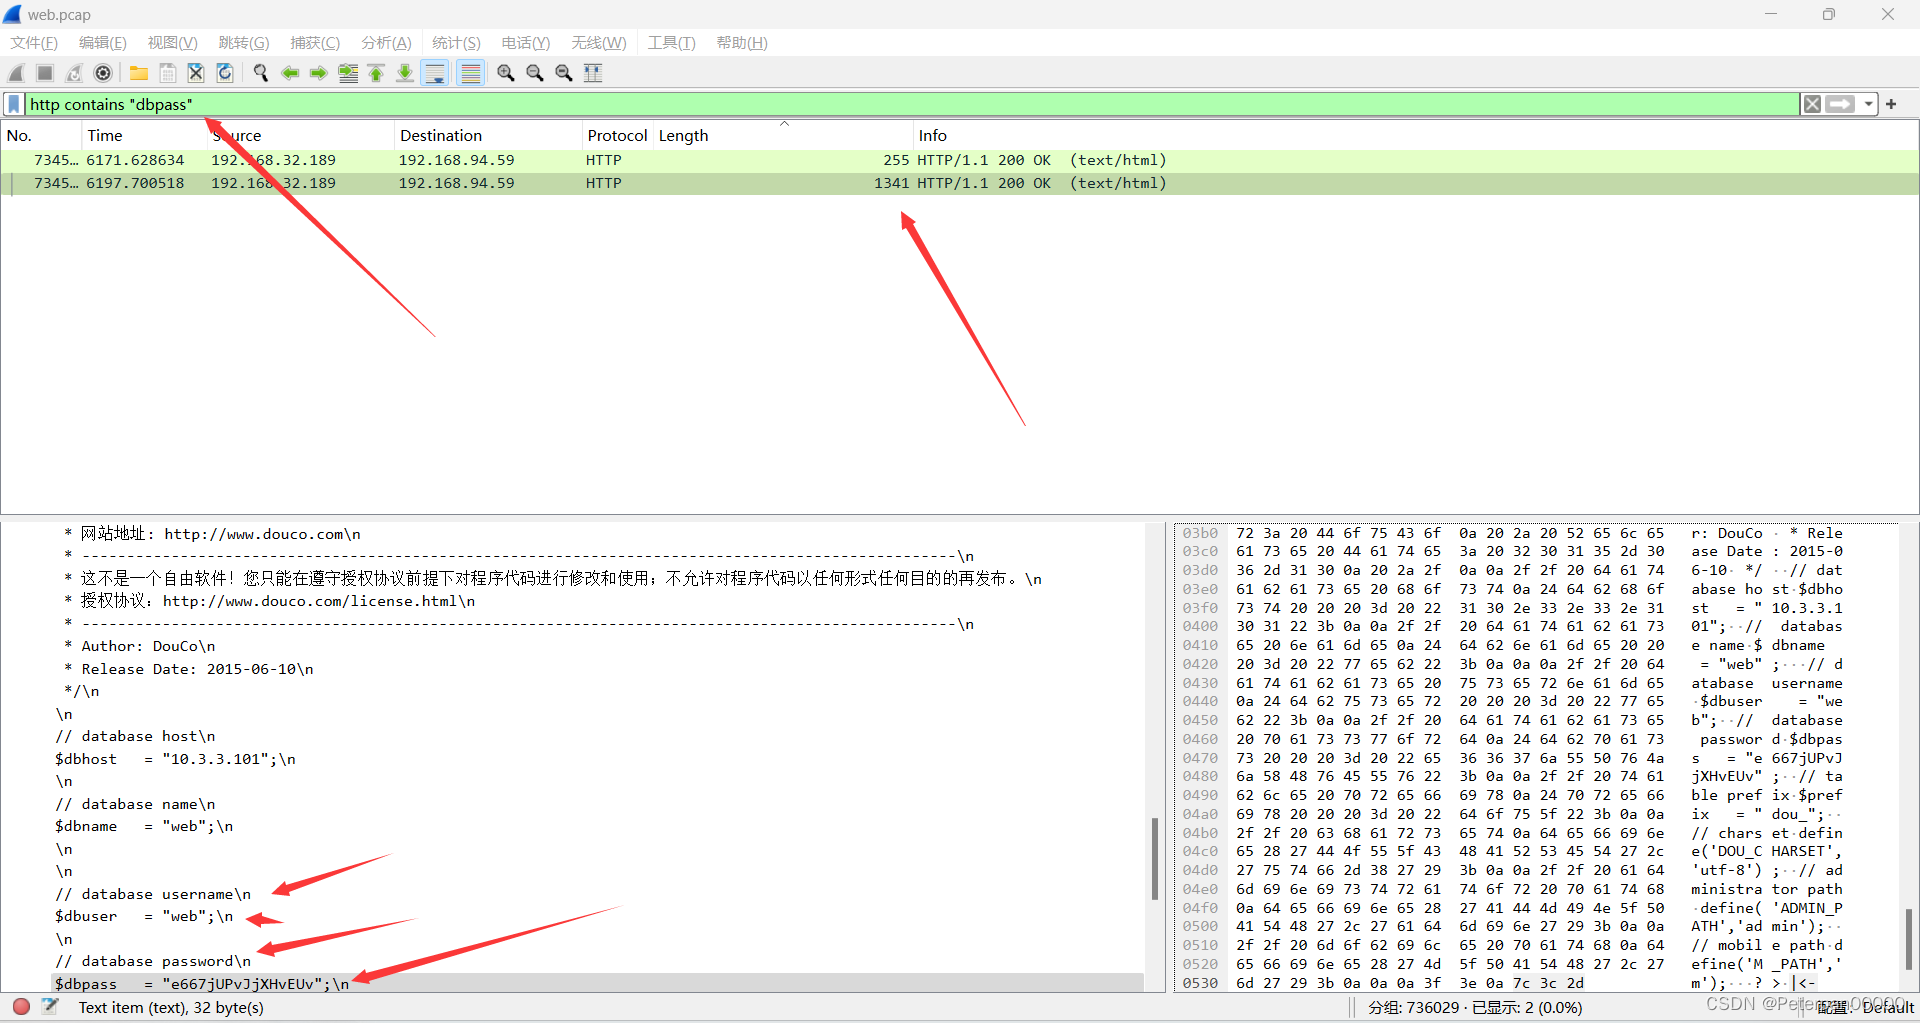 web.pcap
文件(F) 编辑(E) 视图(V) 跳转(G) 捕获(C) 分析(A) 统计(S) 电话(Y) 无线(W) 工具(T) 帮助(H)
http contains "dbpass"
No. Time Source Destination Protocol Length Info
7345… 6171.628634 192.168.32.189 192.168.94.59 HTTP 255 HTTP/1.1 200 OK (text/html)
7345… 6197.700518 192.168.32.189 192.168.94.59 HTTP 1341 HTTP/1.1 200 OK (text/html)
* 网站地址: http://www.douco.com\n
* --------------------------------------------------------------------------------------------------\n
* 这不是一个自由软件！您只能在遵守授权协议前提下对程序代码进行修改和使用；不允许对程序代码以任何形式任何目的的再发布。\n
* 授权协议: http://www.douco.com/license.html\n
* --------------------------------------------------------------------------------------------------\n
* Author: DouCo\n
* Release Date: 2015-06-10\n
*/\n
\n
// database host\n
$dbhost   = "10.3.3.101";\n
\n
// database name\n
$dbname   = "web";\n
\n
\n
// database username\n
$dbuser   = "web";\n
\n
// database password\n
$dbpass   = "e667jUPvJjXHvEUv";\n
03b0 72 3a 20 44 6f 75 43 6f 0a 20 2a 20 52 65 6c 65 r: DouCo · * Rele
03c0 61 73 65 20 44 61 74 65 3a 20 32 30 31 35 2d 30 ase Date : 2015-0
03d0 36 2d 31 30 0a 20 2a 2f 0a 0a 2f 2f 20 64 61 74 6-10 · */ ··// dat
03e0 61 62 61 73 65 20 68 6f 73 74 0a 24 64 62 68 6f abase ho st·$dbho
03f0 73 74 20 20 20 3d 20 22 31 30 2e 33 2e 33 2e 31 st   = " 10.3.3.1
0400 30 31 22 3b 0a 0a 2f 2f 20 64 61 74 61 62 61 73 01";··// databas
0410 65 20 6e 61 6d 65 0a 24 64 62 6e 61 6d 65 20 20 e name·$ dbname
0420 20 3d 20 22 77 65 62 22 3b 0a 0a 0a 2f 2f 20 64 = "web" ;···// d
0430 61 74 61 62 61 73 65 20 75 73 65 72 6e 61 6d 65 atabase username
0440 0a 24 64 62 75 73 65 72 20 20 20 3d 20 22 77 65 ·$dbuser   = "we
0450 62 22 3b 0a 0a 2f 2f 20 64 61 74 61 62 61 73 65 b";··// database
0460 20 70 61 73 73 77 6f 72 64 0a 24 64 62 70 61 73 passwor d·$dbpas
0470 73 20 20 20 3d 20 22 65 36 36 37 6a 55 50 76 4a s   = "e 667jUPvJ
0480 6a 58 48 76 45 55 76 22 3b 0a 0a 2f 2f 20 74 61 jXHvEUv" ;··// ta
0490 62 6c 65 20 70 72 65 66 69 78 0a 24 70 72 65 66 ble pref ix·$pref
04a0 69 78 20 20 20 3d 20 22 64 6f 75 5f 22 3b 0a 0a ix   = " dou_";··
04b0 2f 2f 20 63 68 61 72 73 65 74 0a 64 65 66 69 6e // chars et·defin
04c0 65 28 27 44 4f 55 5f 43 48 41 52 53 45 54 27 2c e('DOU_C HARSET',
04d0 27 75 74 66 2d 38 27 29 3b 0a 0a 2f 2f 20 61 64 'utf-8') ;··// ad
04e0 6d 69 6e 69 73 74 72 61 74 6f 72 20 70 61 74 68 ministra tor path
04f0 0a 64 65 66 69 6e 65 28 27 41 44 4d 49 4e 5f 50 ·define( 'ADMIN_P
0500 41 54 48 27 2c 27 61 64 6d 69 6e 27 29 3b 0a 0a ATH','ad min');··
0510 2f 2f 20 6d 6f 62 69 6c 65 20 70 61 74 68 0a 64 // mobil e path·d
0520 65 66 69 6e 65 28 27 4d 5f 50 41 54 48 27 2c 27 efine('M _PATH','
0530 6d 27 29 3b 0a 0a 0a 3f 3e 0a 7c 3c 2d m');···? >·|<-
Text item (text), 32 byte(s)
分组: 736029 · 已显示: 2 (0.0%)
配置: Default